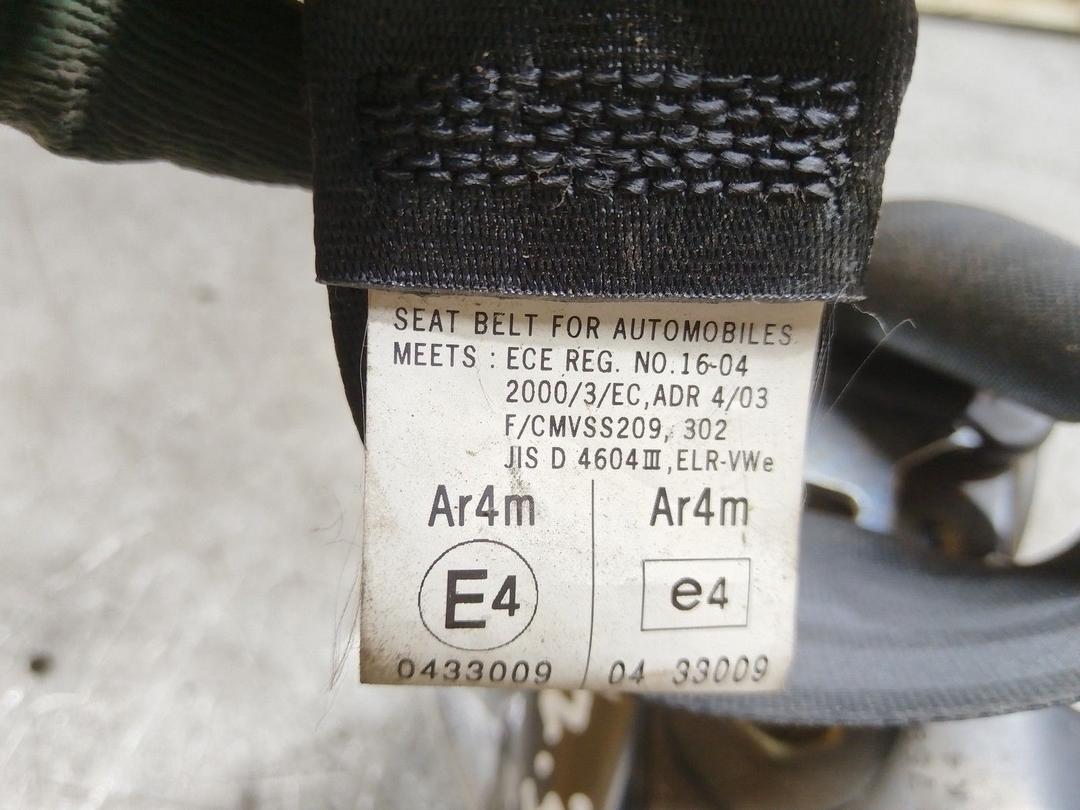 SEAT BELT FOR AUTOMOBILES
MEETS : ECE REG. NO.16-04
2000/3/EC,ADR 4/03
F/CMVSS209, 302
JIS D 4604Ⅲ,ELR-VWe
Ar4m Ar4m
E4 e4
0433009 04 33009